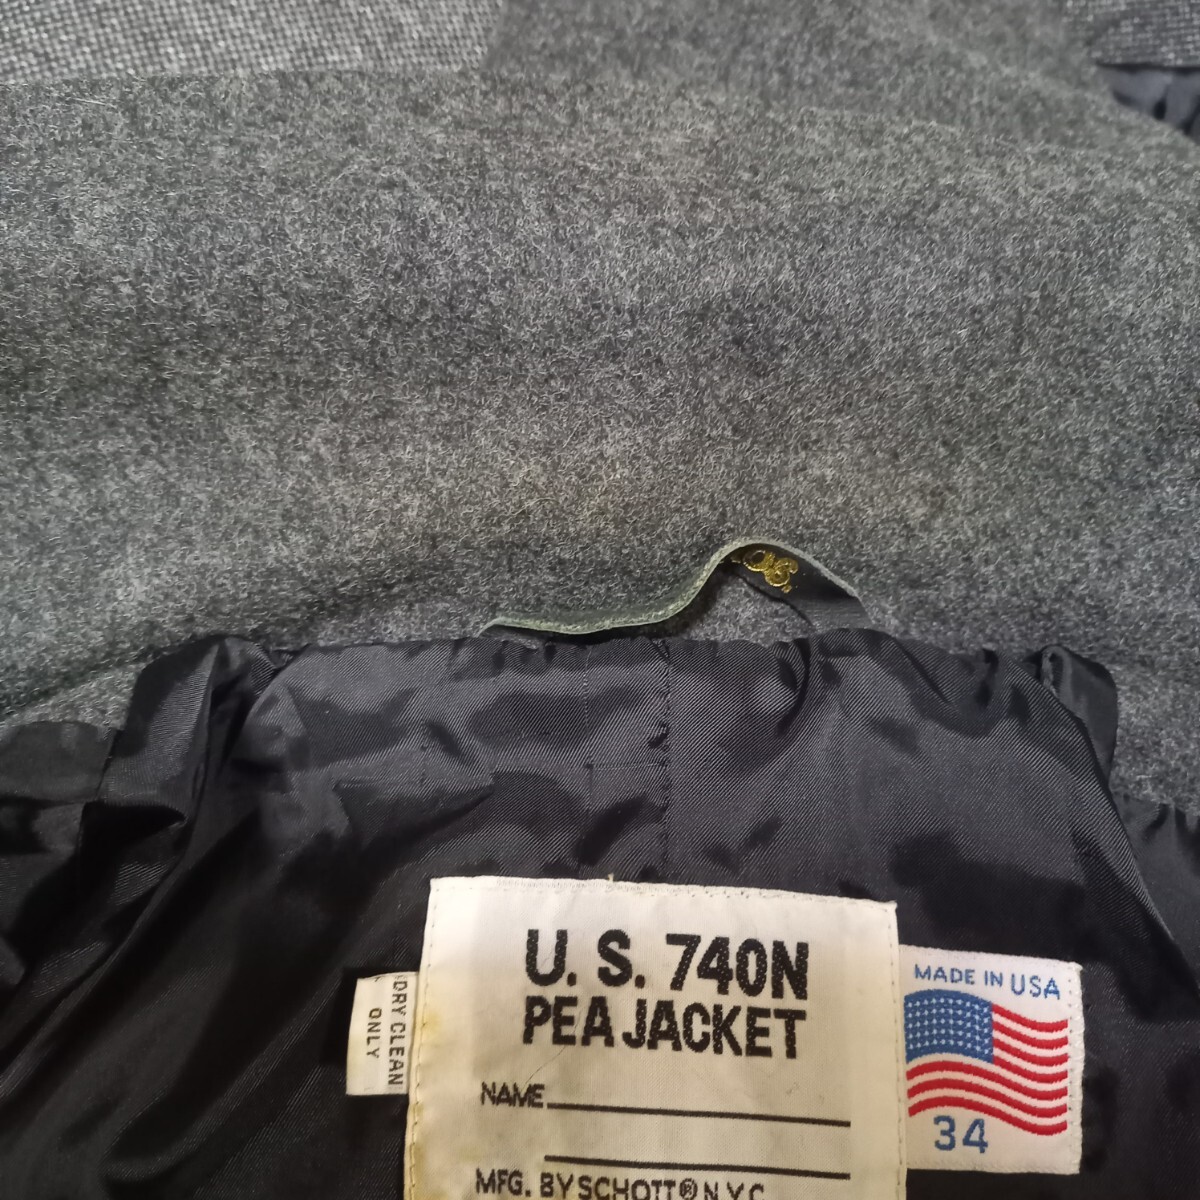 U. S. 740N
PEA JACKET
NAME
MFG. BY SCHOTT® N.Y.C.
DRY CLEAN
ONLY
MADE IN USA
34